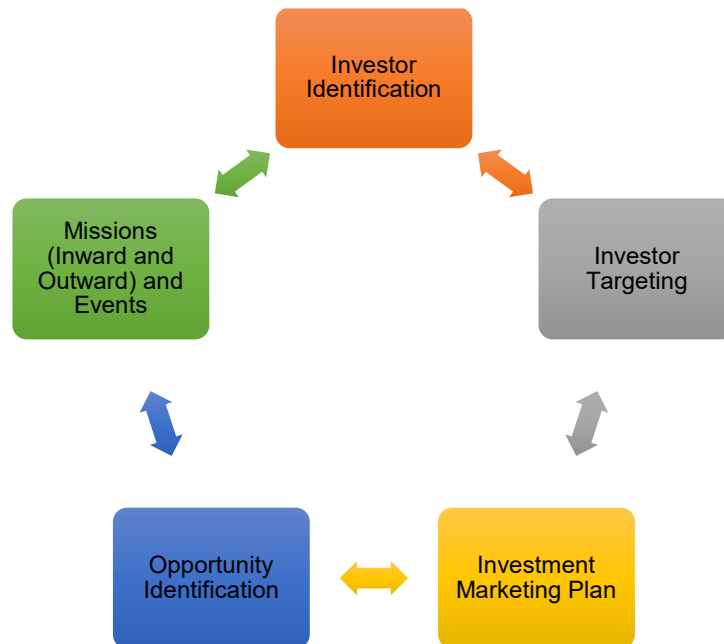 Investor
Identification
Missions
(Inward and
Outward) and
Events
Investor
Targeting
Opportunity
Identification
Investment
Marketing Plan